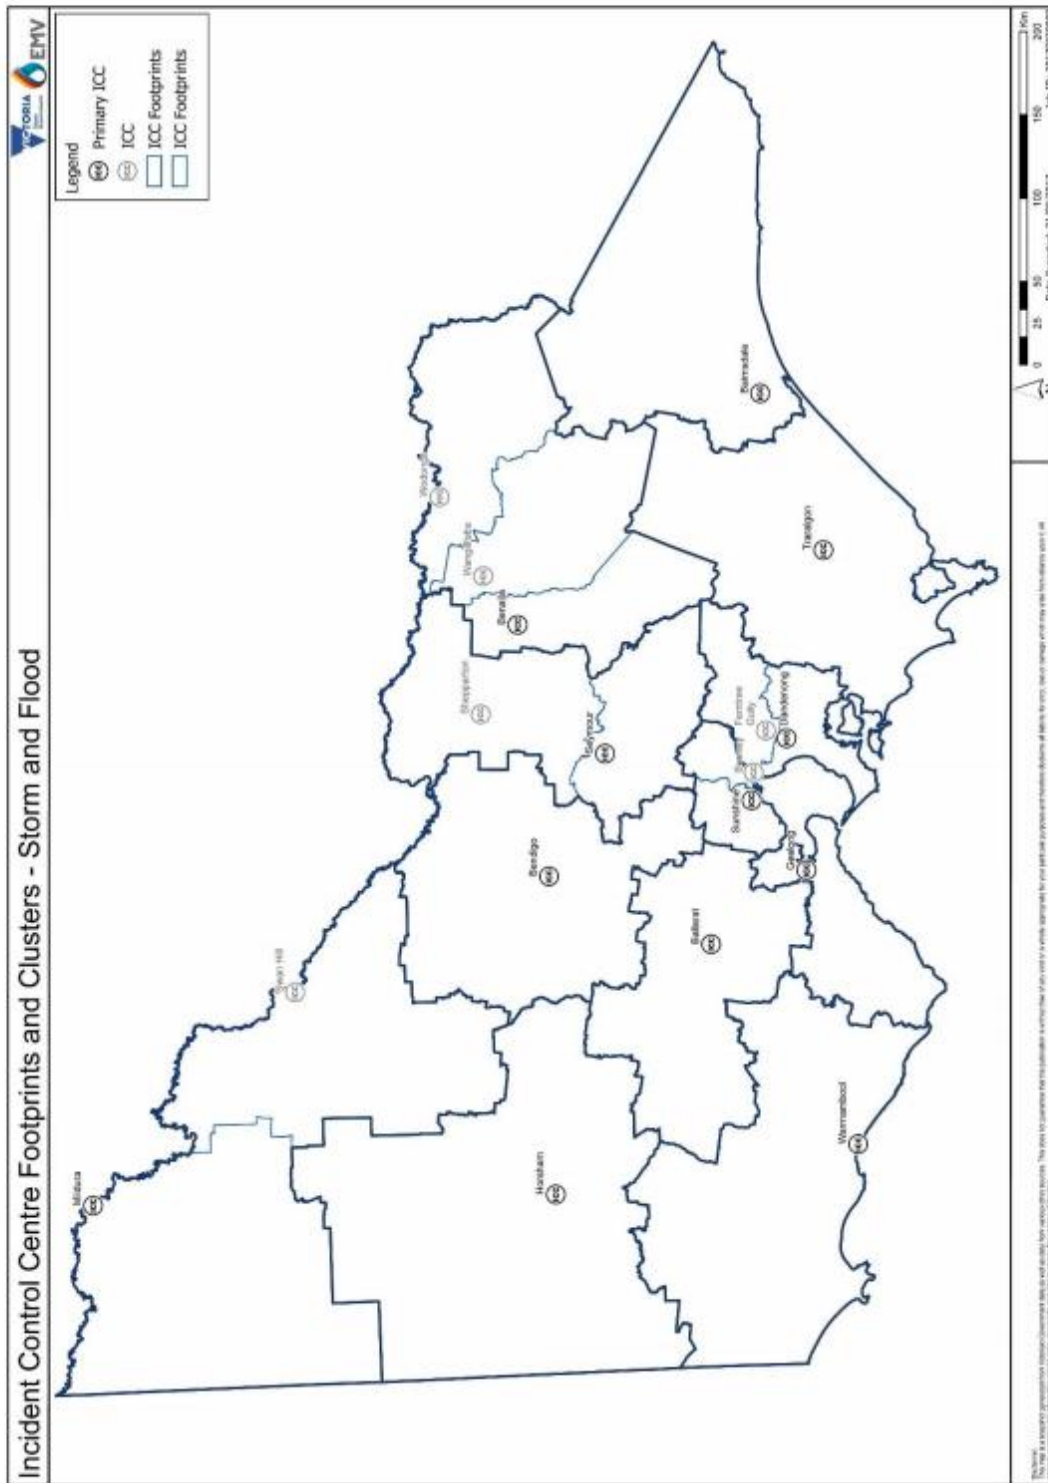 Incident Control Centre Footprints and Clusters - Storm and Flood
VICTORIA
EMV
Legend
Primary ICC
ICC
ICC Footprints
ICC Footprints
Mildura
Swan Hill
Horsham
Bendigo
Shepparton
Wodonga
Wangaratta
Benalla
Seymour
Ballarat
Warrnambool
Geelong
Sunshine
Burnley
Ferntree
Gully
Dandenong
Traralgon
Bairnsdale
0 25 50 100 150 200
Km